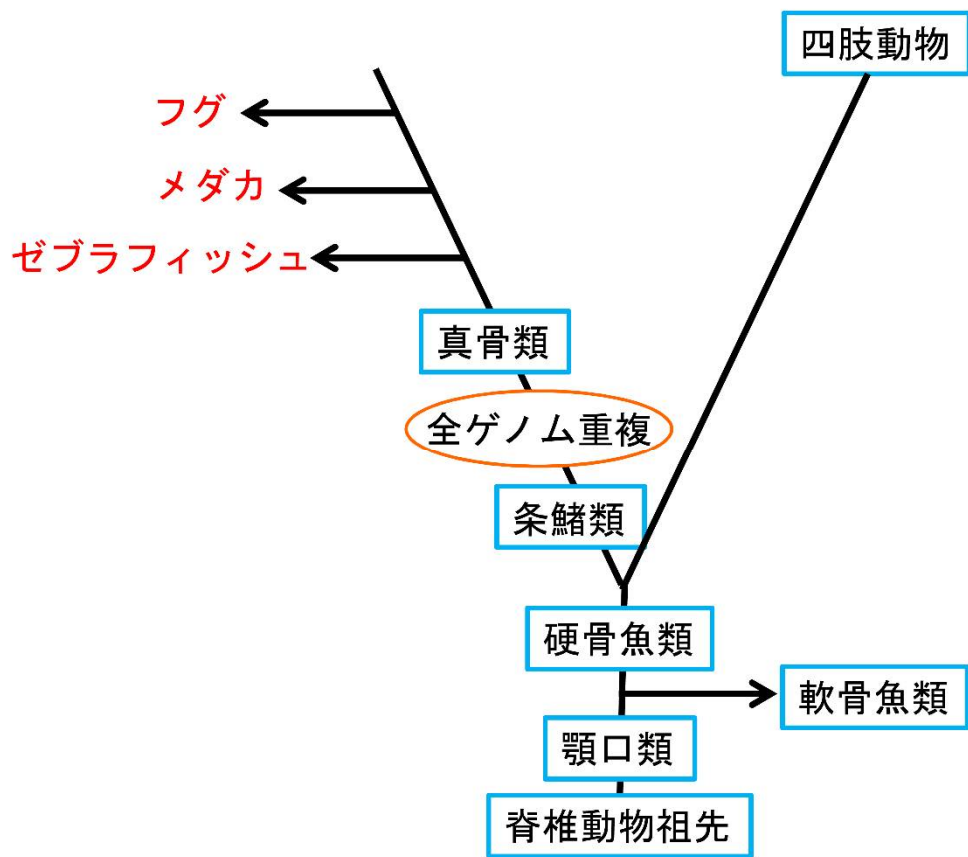 四肢動物
フグ
メダカ
ゼブラフィッシュ
真骨類
全ゲノム重複
条鰭類
硬骨魚類
軟骨魚類
顎口類
脊椎動物祖先